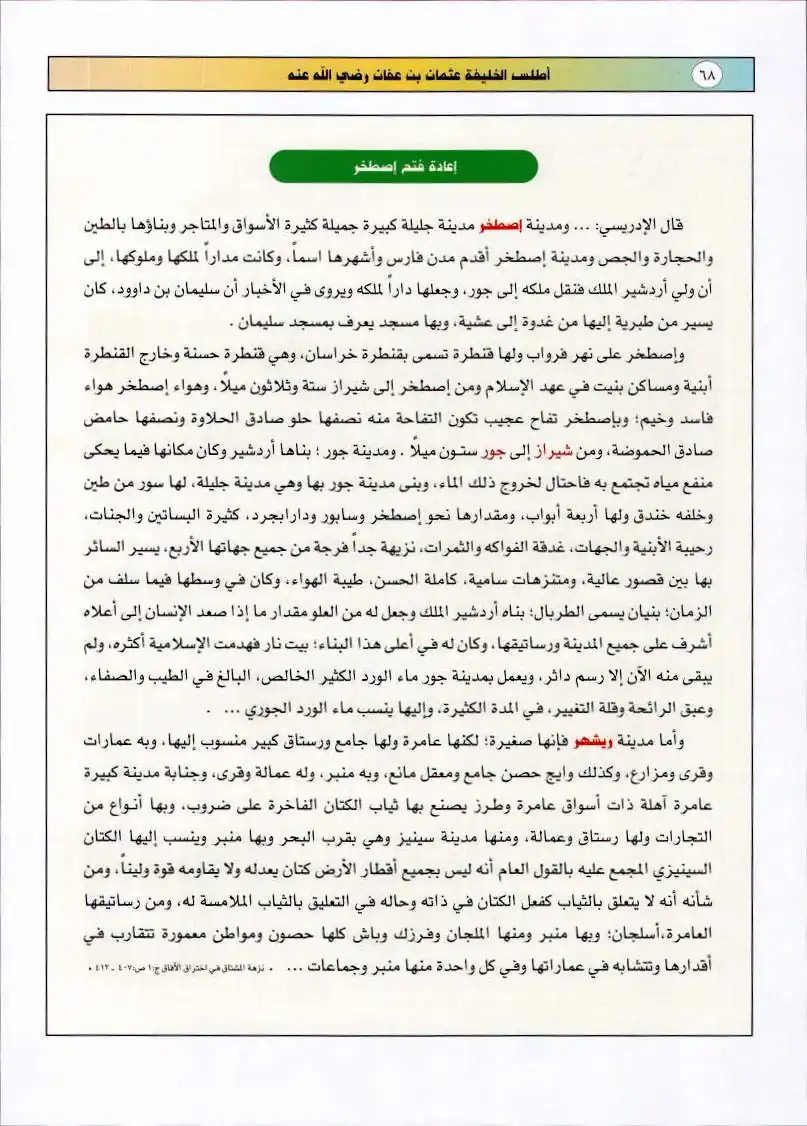 ٦٨
أطلس الخليفة عثمان بن عفان رضي الله عنه
إعادة فتح إصطخر
قال الإدريسي: ... ومدينة إصطخر مدينة جليلة كبيرة جميلة كثيرة الأسواق والمتاجر وبناؤها بالطين
والحجارة والجص ومدينة إصطخر أقدم مدن فارس وأشهرها اسماً، وكانت مداراً لملكها وملوكها، إلى
أن ولي أردشير الملك فنقل ملكه إلى جور، وجعلها داراً لملكه ويروى في الأخبار أن سليمان بن داوود، كان
يسير من طبرية إليها من غدوة إلى عشية، وبها مسجد يعرف بمسجد سليمان .
وإصطخر على نهر فرواب ولها قنطرة تسمى بقنطرة خراسان، وهي قنطرة حسنة وخارج القنطرة
أبنية ومساكن بنيت في عهد الإسلام ومن إصطخر إلى شيراز ستة وثلاثون ميلاً، وهواء إصطخر هواء
فاسد وخيم؛ وبإصطخر تفاح عجيب تكون التفاحة منه نصفها حلو صادق الحلاوة ونصفها حامض
صادق الحموضة، ومن شيراز إلى جور ستون ميلاً . ومدينة جور ؛ بناها أردشير وكان مكانها فيما يحكى
منفع مياه تجتمع به فاحتال لخروج ذلك الماء، وبنى مدينة جور بها وهي مدينة جليلة، لها سور من طين
وخلفه خندق ولها أربعة أبواب، ومقدارها نحو إصطخر وسابور ودارابجرد، كثيرة البساتين والجنات،
رحيبة الأبنية والجهات، غدقة الفواكه والثمرات، نزيهة جداً فرجة من جميع جهاتها الأربع، يسير السائر
بها بين قصور عالية، ومتنزهات سامية، كاملة الحسن، طيبة الهواء، وكان في وسطها فيما سلف من
الزمان؛ بنيان يسمى الطربال؛ بناه أردشير الملك وجعل له من العلو مقدار ما إذا صعد الإنسان إلى أعلاه
أشرف على جميع المدينة ورساتيقها، وكان له في أعلى هذا البناء؛ بيت نار فهدمت الإسلامية أكثره، ولم
يبقى منه الآن إلا رسم داثر، ويعمل بمدينة جور ماء الورد الكثير الخالص، البالغ في الطيب والصفاء،
وعبق الرائحة وقلة التغيير، في المدة الكثيرة، وإليها ينسب ماء الورد الجوري ... .
وأما مدينة ريشهر فإنها صغيرة؛ لكنها عامرة ولها جامع ورستاق كبير منسوب إليها، وبه عمارات
وقرى ومزارع، وكذلك وايج حصن جامع ومعقل مانع، وبه منبر، وله عمالة وقرى، وجنابة مدينة كبيرة
عامرة آهلة ذات أسواق عامرة وطرز يصنع بها ثياب الكتان الفاخرة على ضروب، وبها أنواع من
التجارات ولها رستاق وعمالة، ومنها مدينة سينيز وهي بقرب البحر وبها منبر وينسب إليها الكتان
السينيزي المجمع عليه بالقول العام أنه ليس بجميع أقطار الأرض كتان يعدله ولا يقاومه قوة وليناً، ومن
شأنه أنه لا يتعلق بالثياب كفعل الكتان في ذاته وحاله في التعليق بالثياب الملامسة له، ومن رساتيقها
العامرة،أسلجان؛ وبها منبر ومنها الملجان وفرزك وباش كلها حصون ومواطن معمورة تتقارب في
أقدارها وتتشابه في عماراتها وفي كل واحدة منها منبر وجماعات ... . نزهة المشتاق في اختراق الآفاق ج:١ ص:٤٠٧ ـ ٤١٢ .